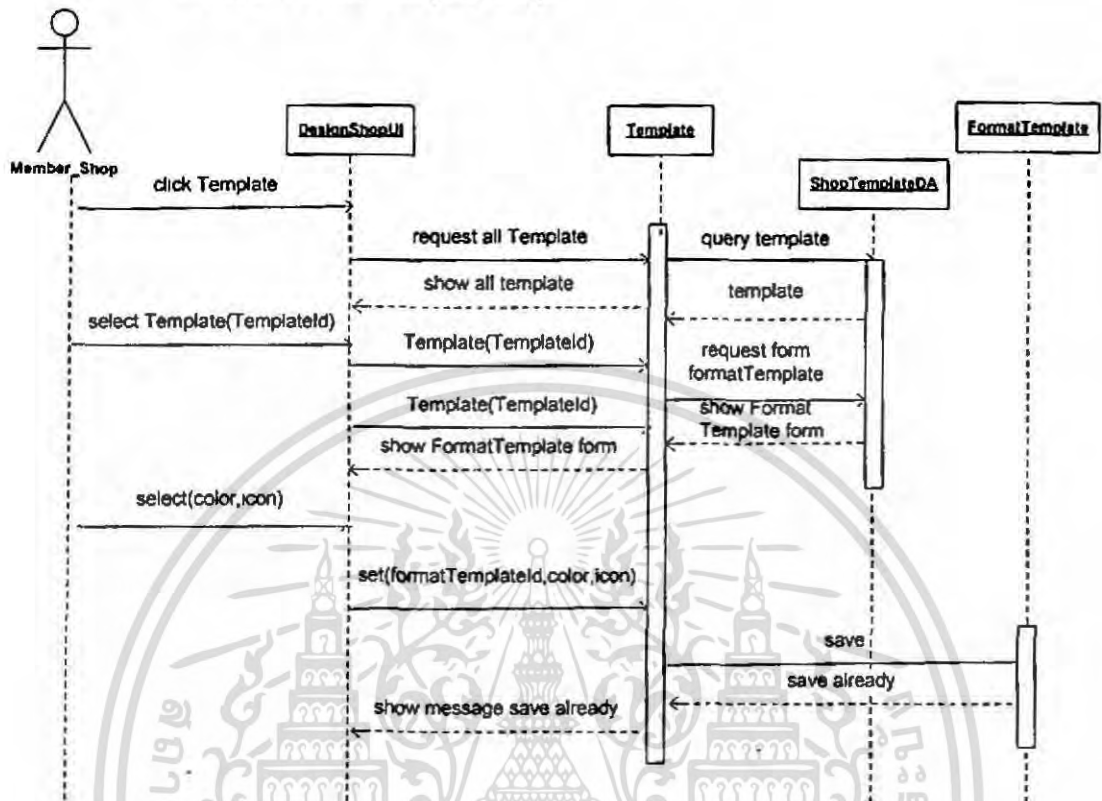 Member_Shop
DesignShopUI
Template
ShopTemplateDA
FormatTemplate
click Template
request all Template
query template
show all template
template
select Template(TemplateId)
Template(TemplateId)
request form
formatTemplate
Template(TemplateId)
show Format
Template form
show FormatTemplate form
select(color,icon)
set(formatTemplateId,color,icon)
save
save already
show message save already